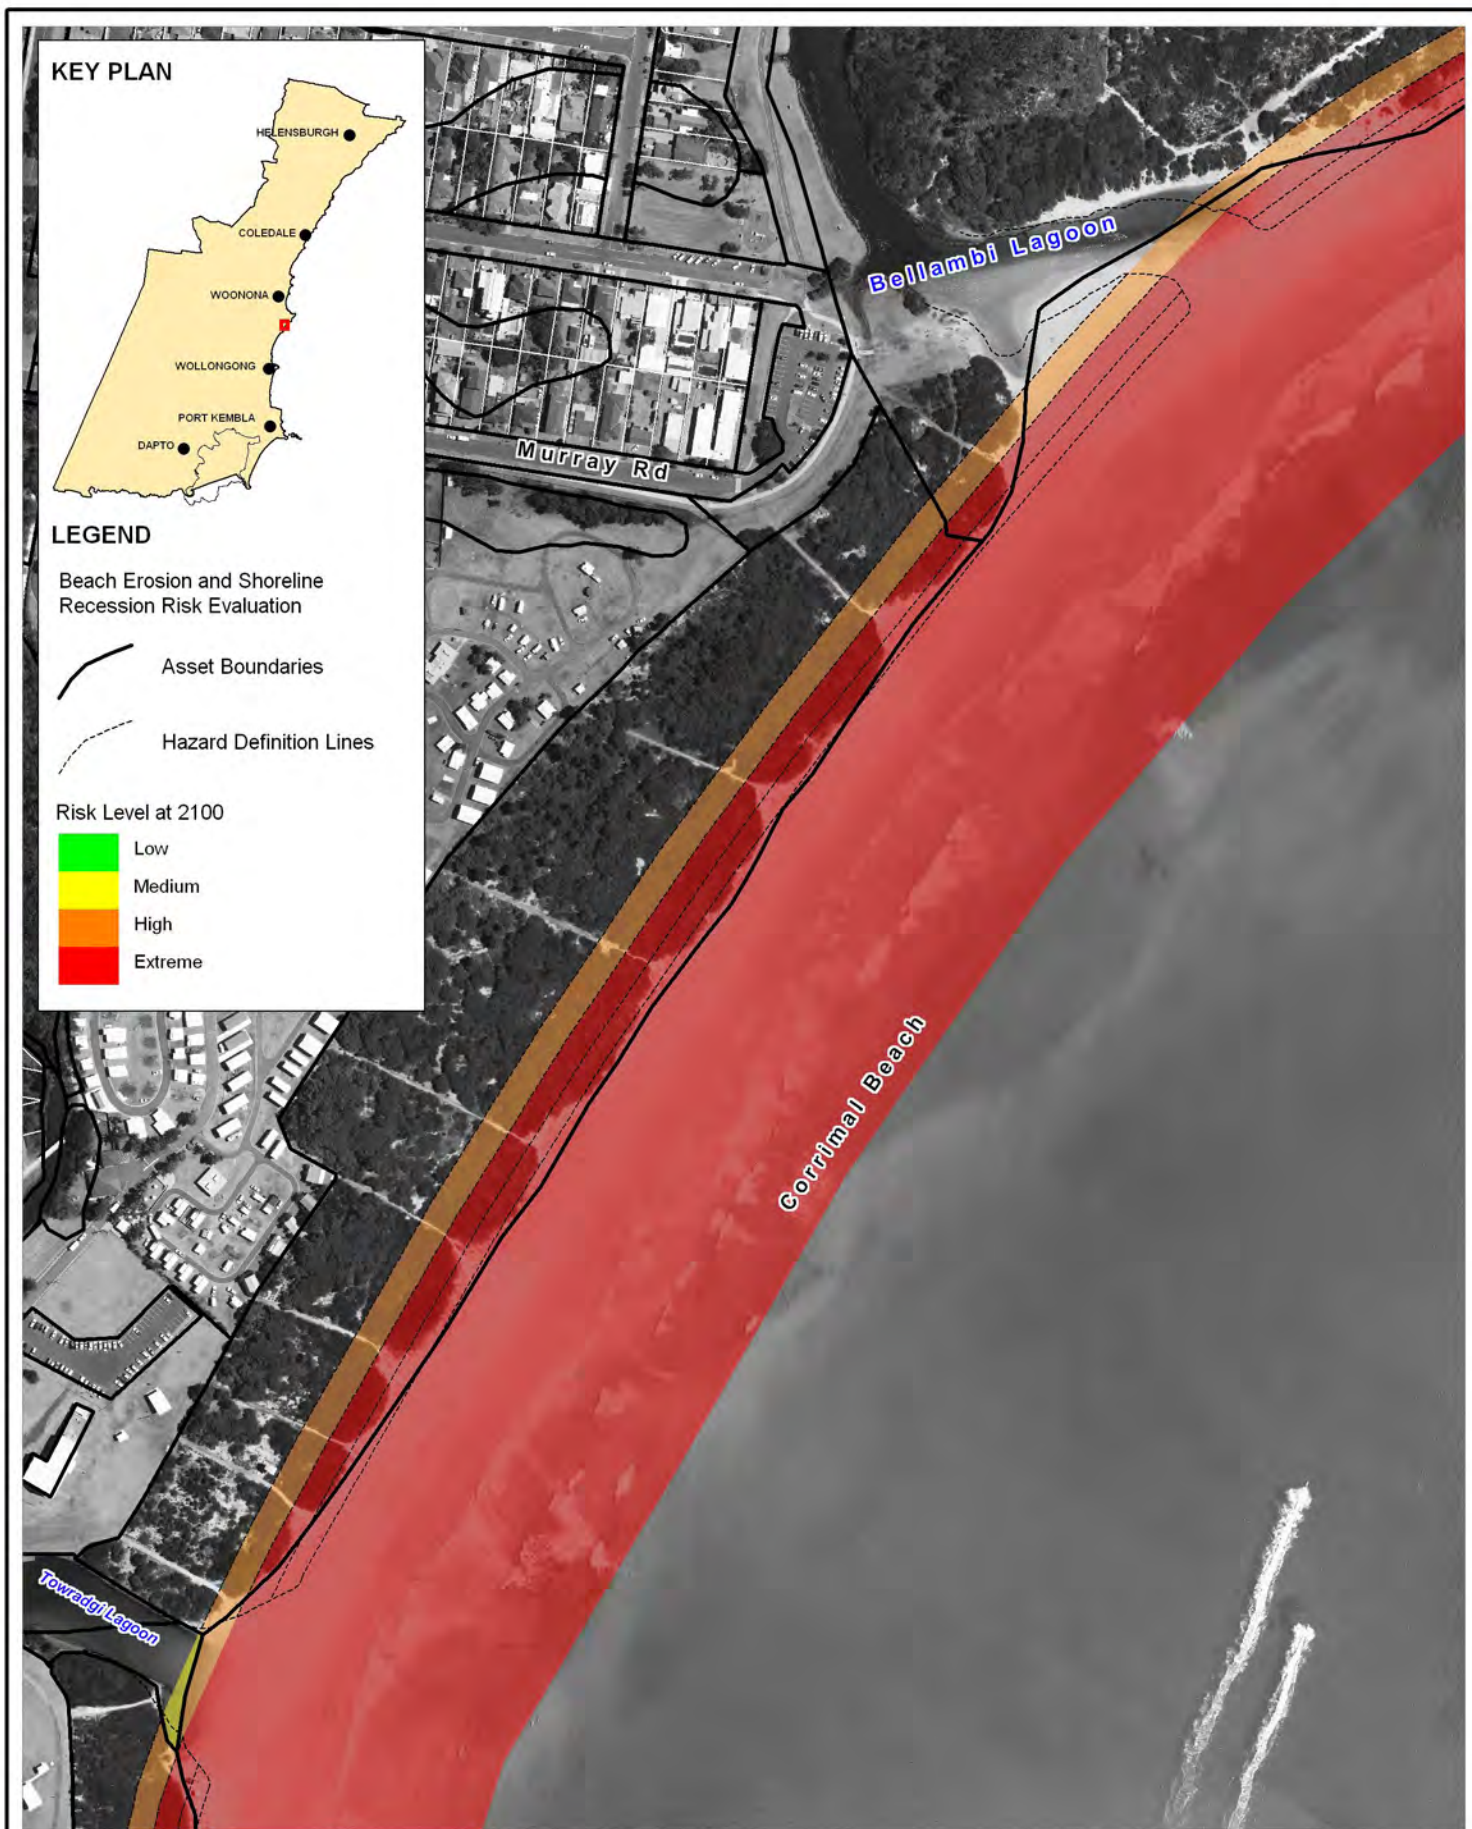 KEY PLAN
HELENSBURGH
COLEDALE
WOONONA
WOLLONGONG
PORT KEMBLA
DAPTO
LEGEND
Beach Erosion and Shoreline
Recession Risk Evaluation
Asset Boundaries
Hazard Definition Lines
Risk Level at 2100
Low
Medium
High
Extreme
Bellambi Lagoon
Murray Rd
Corrimal Beach
Towradgi Lagoon